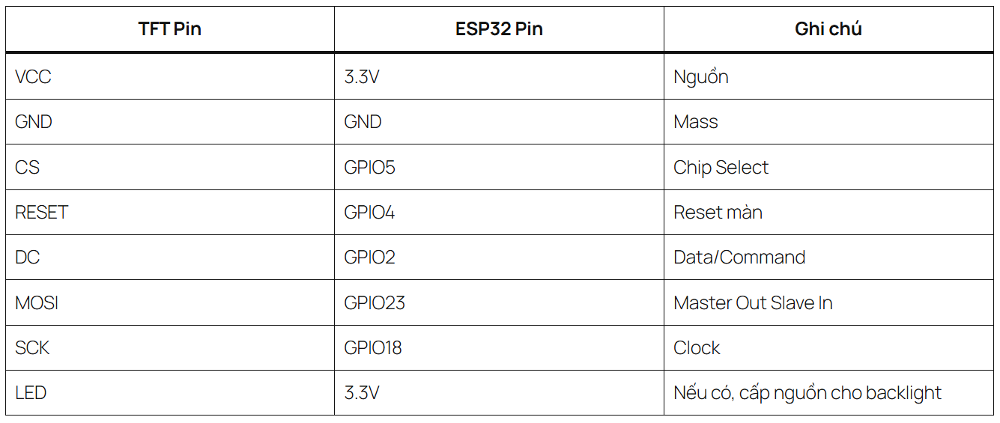 TFT Pin ESP32 Pin Ghi chú
VCC 3.3V Nguồn
GND GND Mass
CS GPIO5 Chip Select
RESET GPIO4 Reset màn
DC GPIO2 Data/Command
MOSI GPIO23 Master Out Slave In
SCK GPIO18 Clock
LED 3.3V Nếu có, cấp nguồn cho backlight